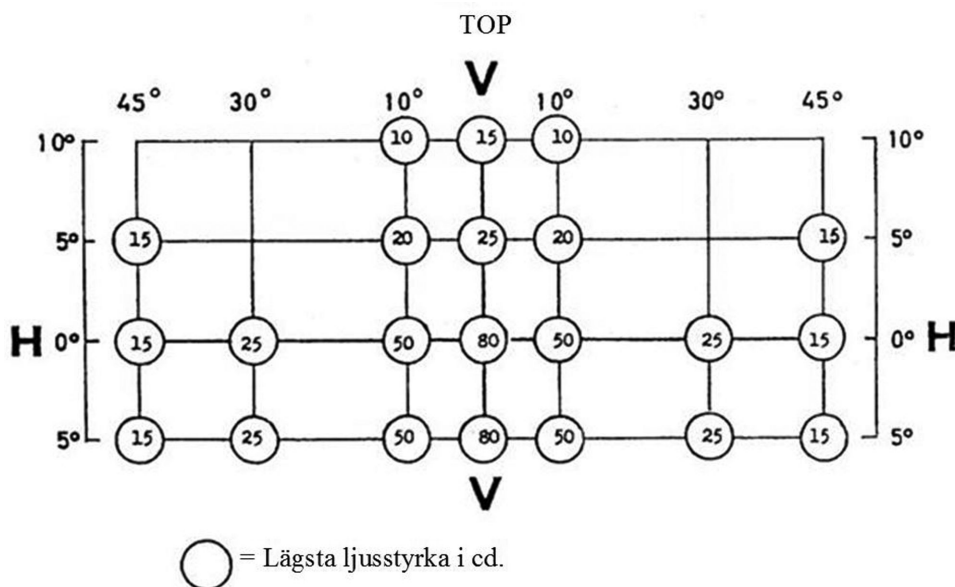 TOP
V
45° 30° 10° 10° 30° 45°
10° 10 15 10 10°
5° 15 20 25 20 15 5°
H 0° 15 25 50 80 50 25 15 0° H
5° 15 25 50 80 50 25 15 5°
V
= Lägsta ljusstyrka i cd.